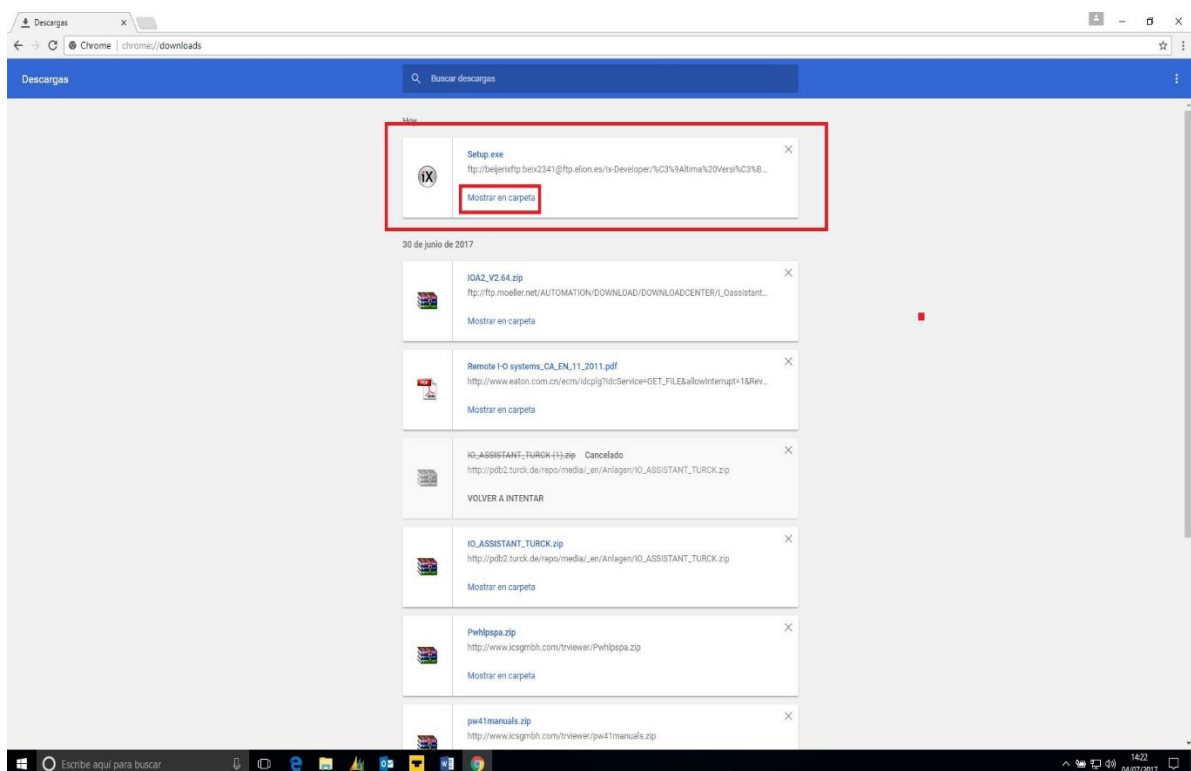 Descargas
Chrome | chrome://downloads
Descargas
Buscar descargas
Hoy
Setup.exe
ftp://beijerixftp:beix2341@ftp.elion.es/Ix-Developer/%C3%9Altima%20Versi%C3%B...
iX
Mostrar en carpeta
30 de junio de 2017
IOA2_V2.64.zip
ftp://ftp.moeller.net/AUTOMATION/DOWNLOAD/DOWNLOADCENTER/I_Oassistant...
Mostrar en carpeta
Remote I-O systems_CA_EN_11_2011.pdf
http://www.eaton.com.cn/ecm/idcplg?IdcService=GET_FILE&allowInterrupt=1&Rev...
Mostrar en carpeta
IO_ASSISTANT_TURCK (1).zip Cancelado
http://pdb2.turck.de/repo/media/_en/Anlagen/IO_ASSISTANT_TURCK.zip
VOLVER A INTENTAR
IO_ASSISTANT_TURCK.zip
http://pdb2.turck.de/repo/media/_en/Anlagen/IO_ASSISTANT_TURCK.zip
Mostrar en carpeta
Pwhlpspa.zip
http://www.icsgmbh.com/trviewer/Pwhlpspa.zip
Mostrar en carpeta
pw41manuals.zip
http://www.icsgmbh.com/trviewer/pw41manuals.zip
Escribe aquí para buscar
14:22
04/07/2017